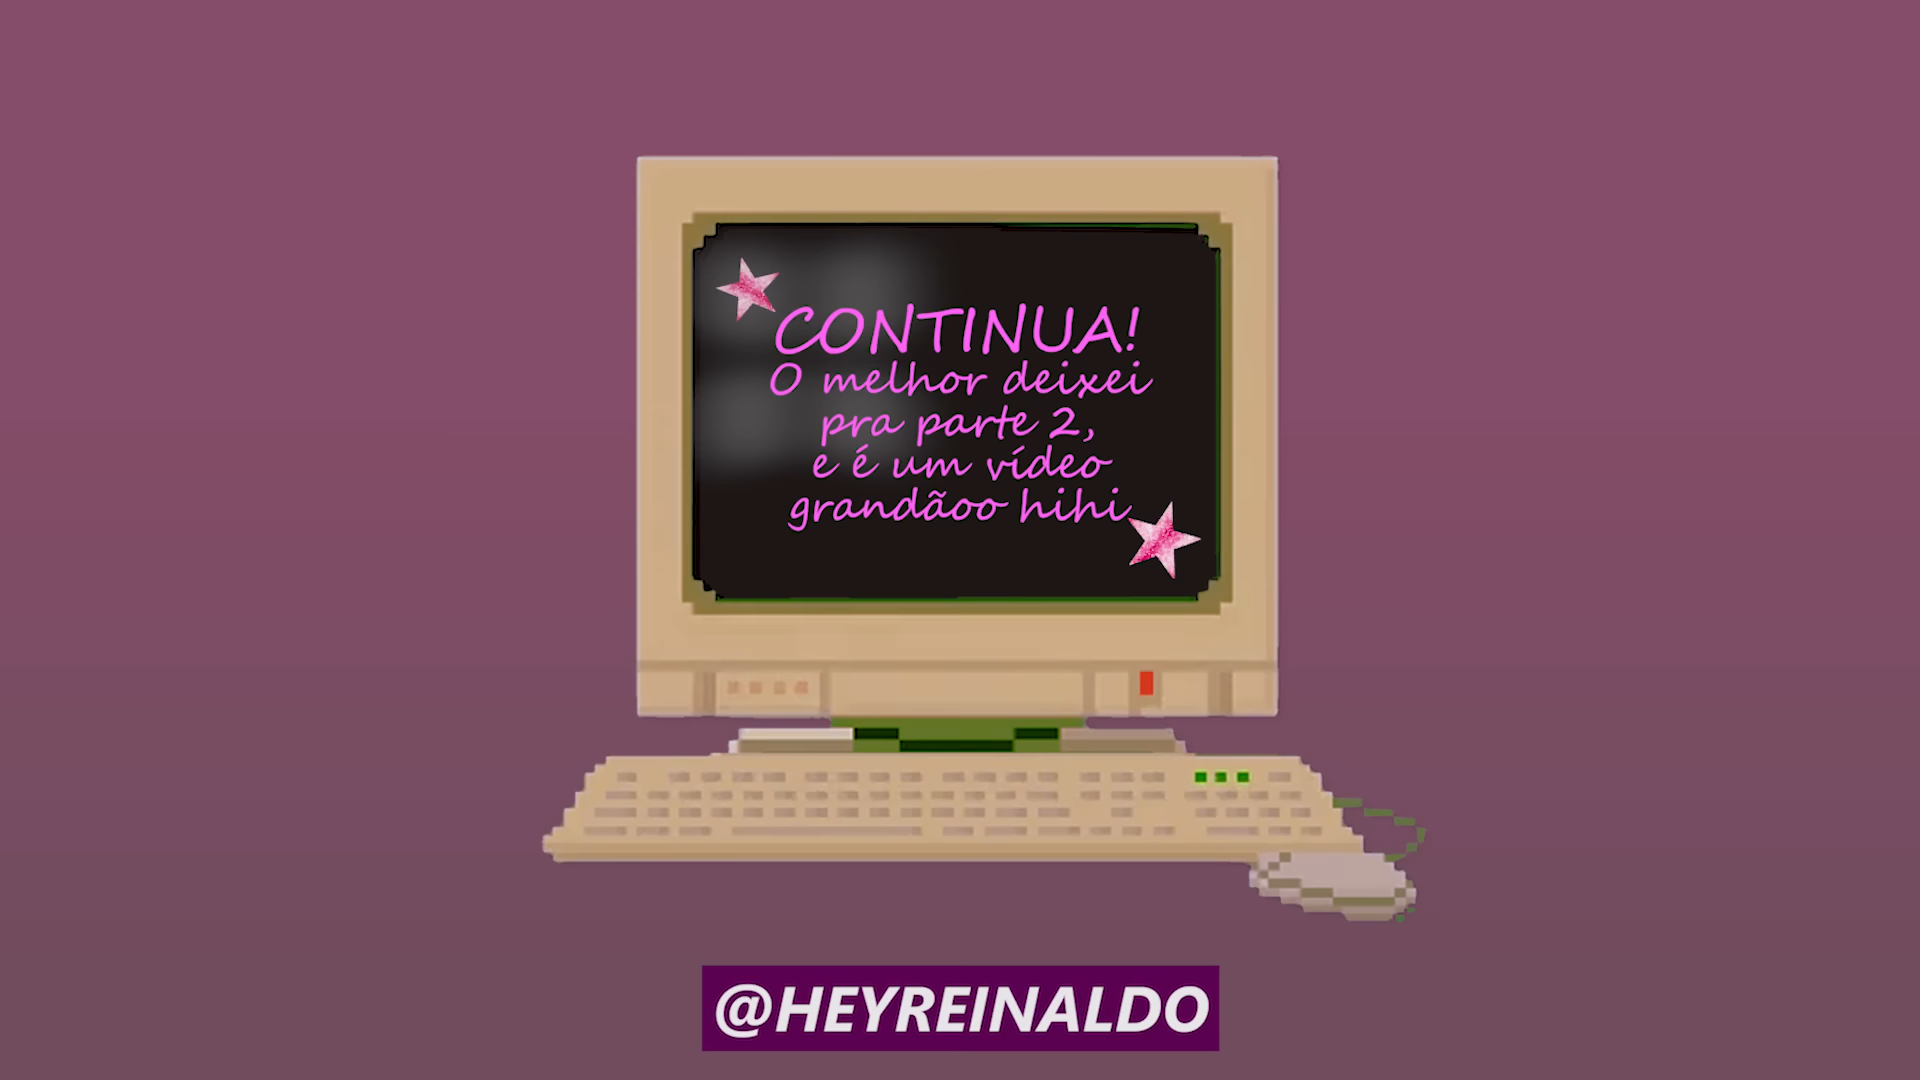 CONTINUA!
O melhor deixei
pra parte 2,
e é um vídeo
grandãoo hihi
@HEYREINALDO